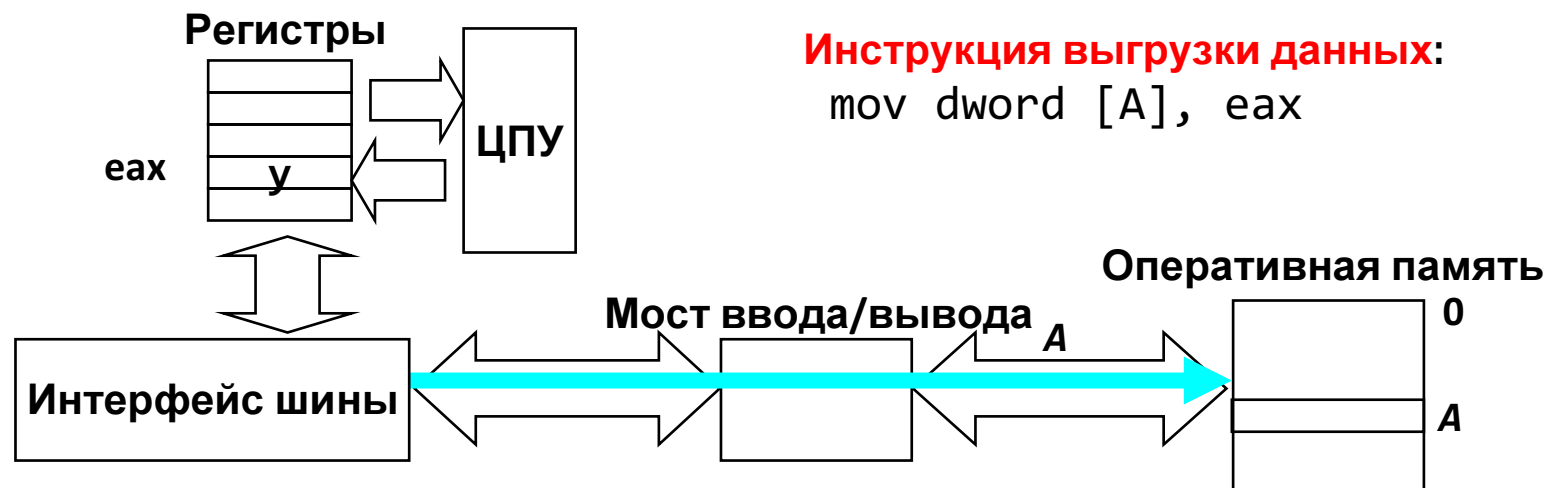 Регистры
Инструкция выгрузки данных:
mov dword [A], eax
ЦПУ
eax
y
Оперативная память
Мост ввода/вывода
0
A
Интерфейс шины
A